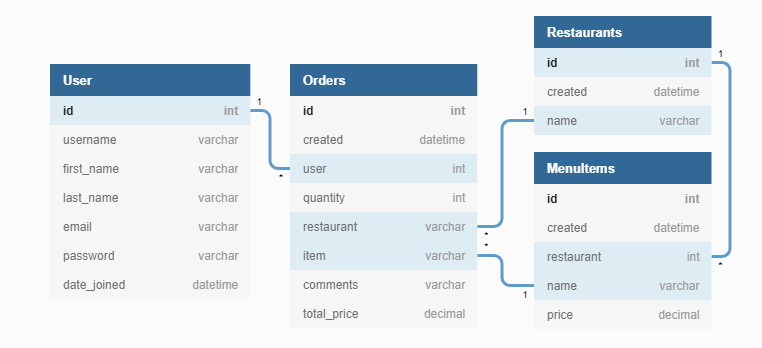 User
id int
username varchar
first_name varchar
last_name varchar
email varchar
password varchar
date_joined datetime
1
*
Orders
id int
created datetime
user int
quantity int
restaurant varchar
item varchar
comments varchar
total_price decimal
*
*
1
1
Restaurants
id int
created datetime
name varchar
1
MenuItems
id int
created datetime
restaurant int
name varchar
price decimal
*